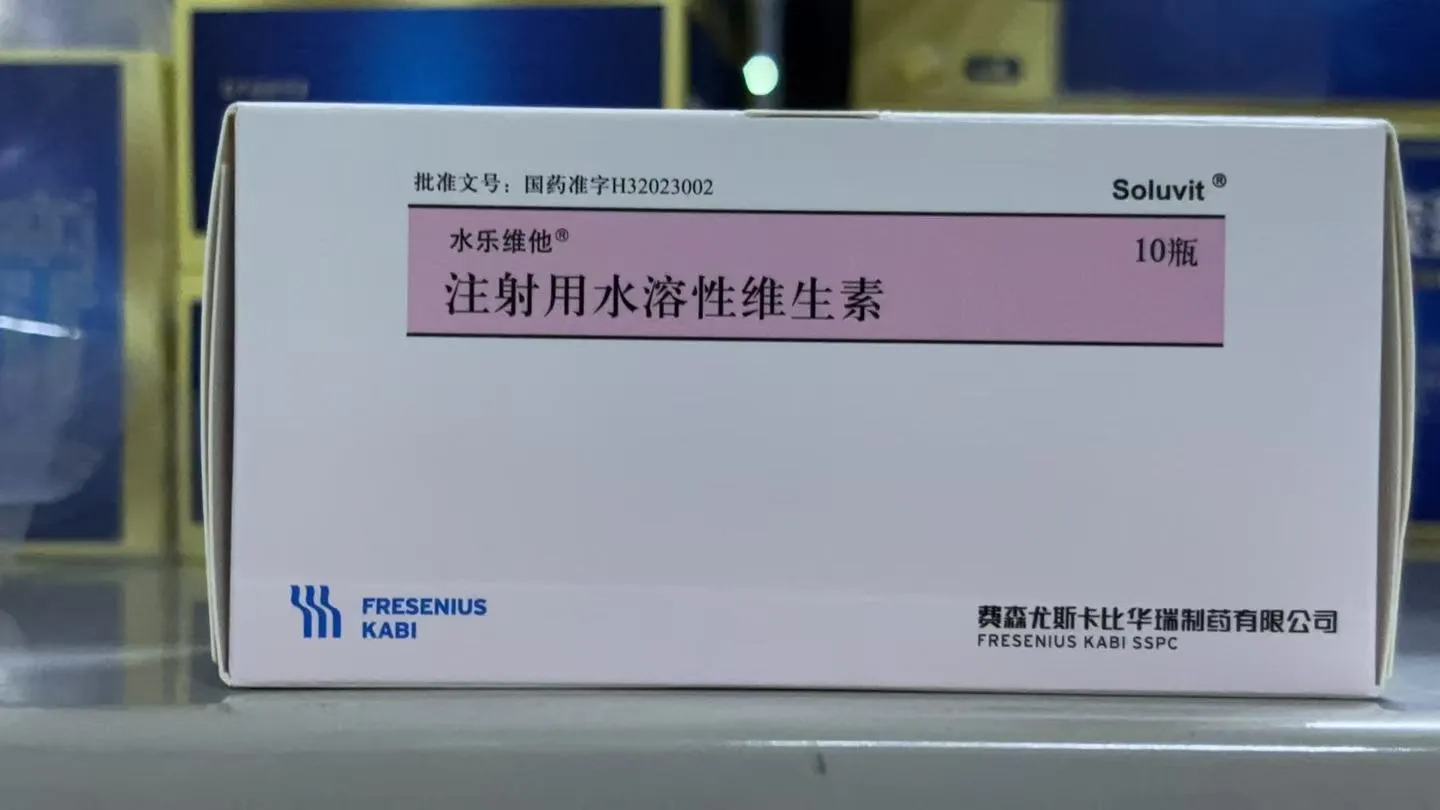 批准文号：国药准字H32023002
Soluvit®
水乐维他®
10瓶
注射用水溶性维生素
FRESENIUS
KABI
费森尤斯卡比华瑞制药有限公司
FRESENIUS KABI SSPC